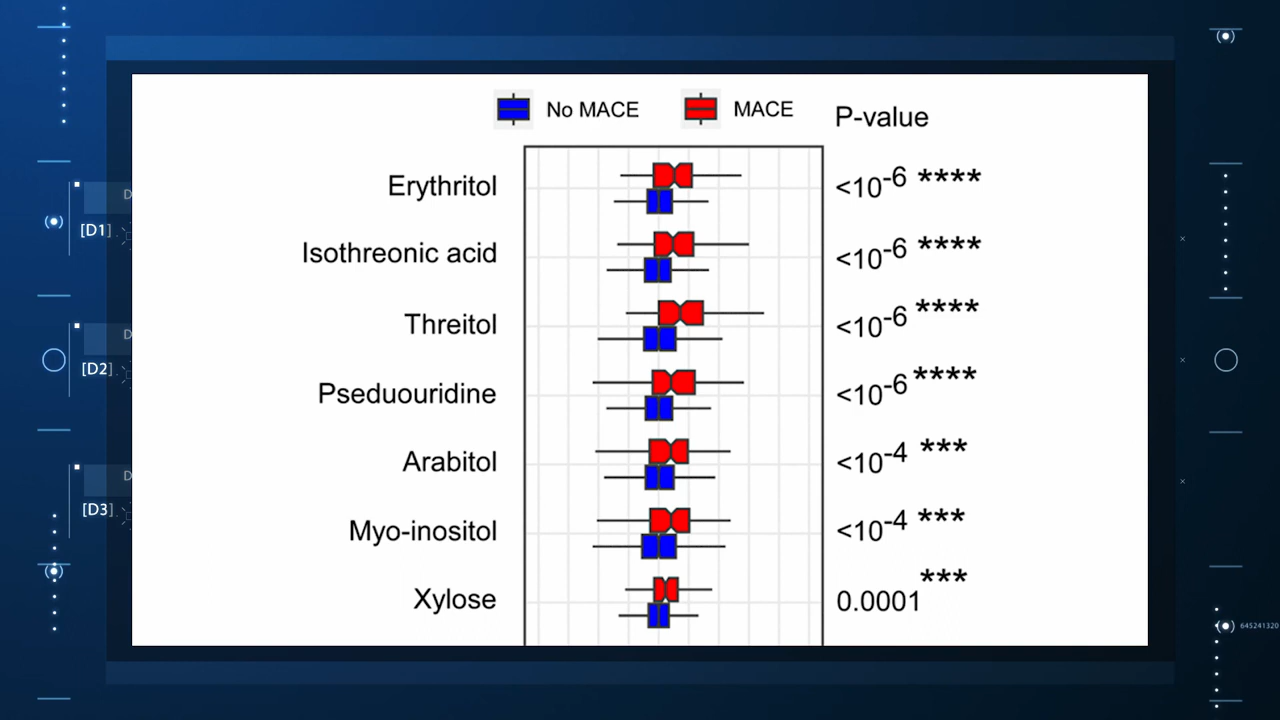 No MACE MACE P-value
Erythritol <10-6 ****
Isothreonic acid <10-6 ****
Threitol <10-6 ****
Pseduouridine <10-6 ****
Arabitol <10-4 ***
Myo-inositol <10-4 ***
Xylose 0.0001 ***
D
[D1]
D
[D2]
D
[D3]
645241320